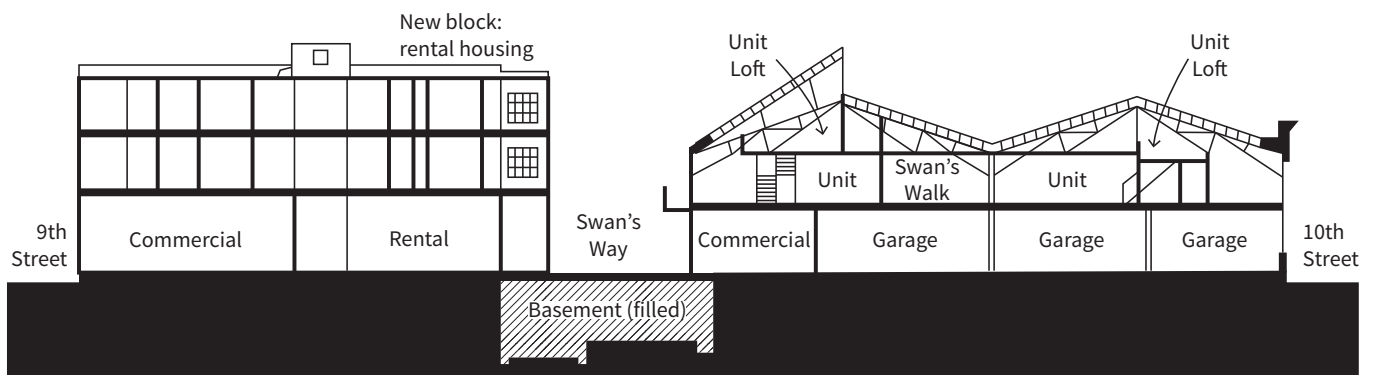 New block:
rental housing
Unit
Loft
Unit
Loft
Unit
Swan’s
Walk
Unit
9th
Street
Commercial
Rental
Swan’s
Way
Commercial
Garage
Garage
Garage
10th
Street
Basement (filled)